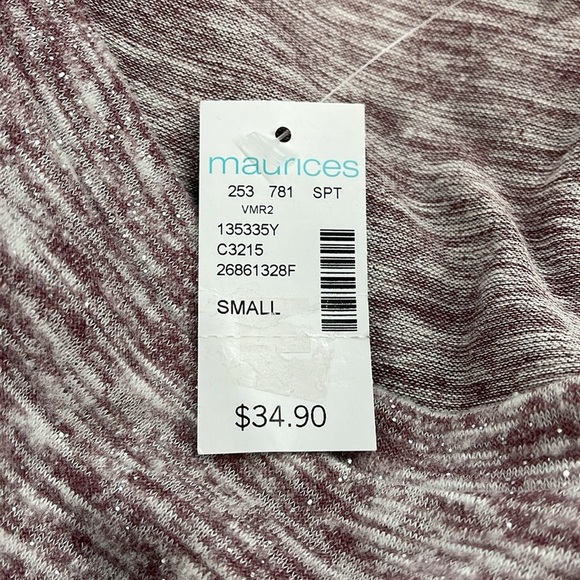 maurices
253 781 SPT
VMR2
135335Y
C3215
26861328F
SMALL
$34.90